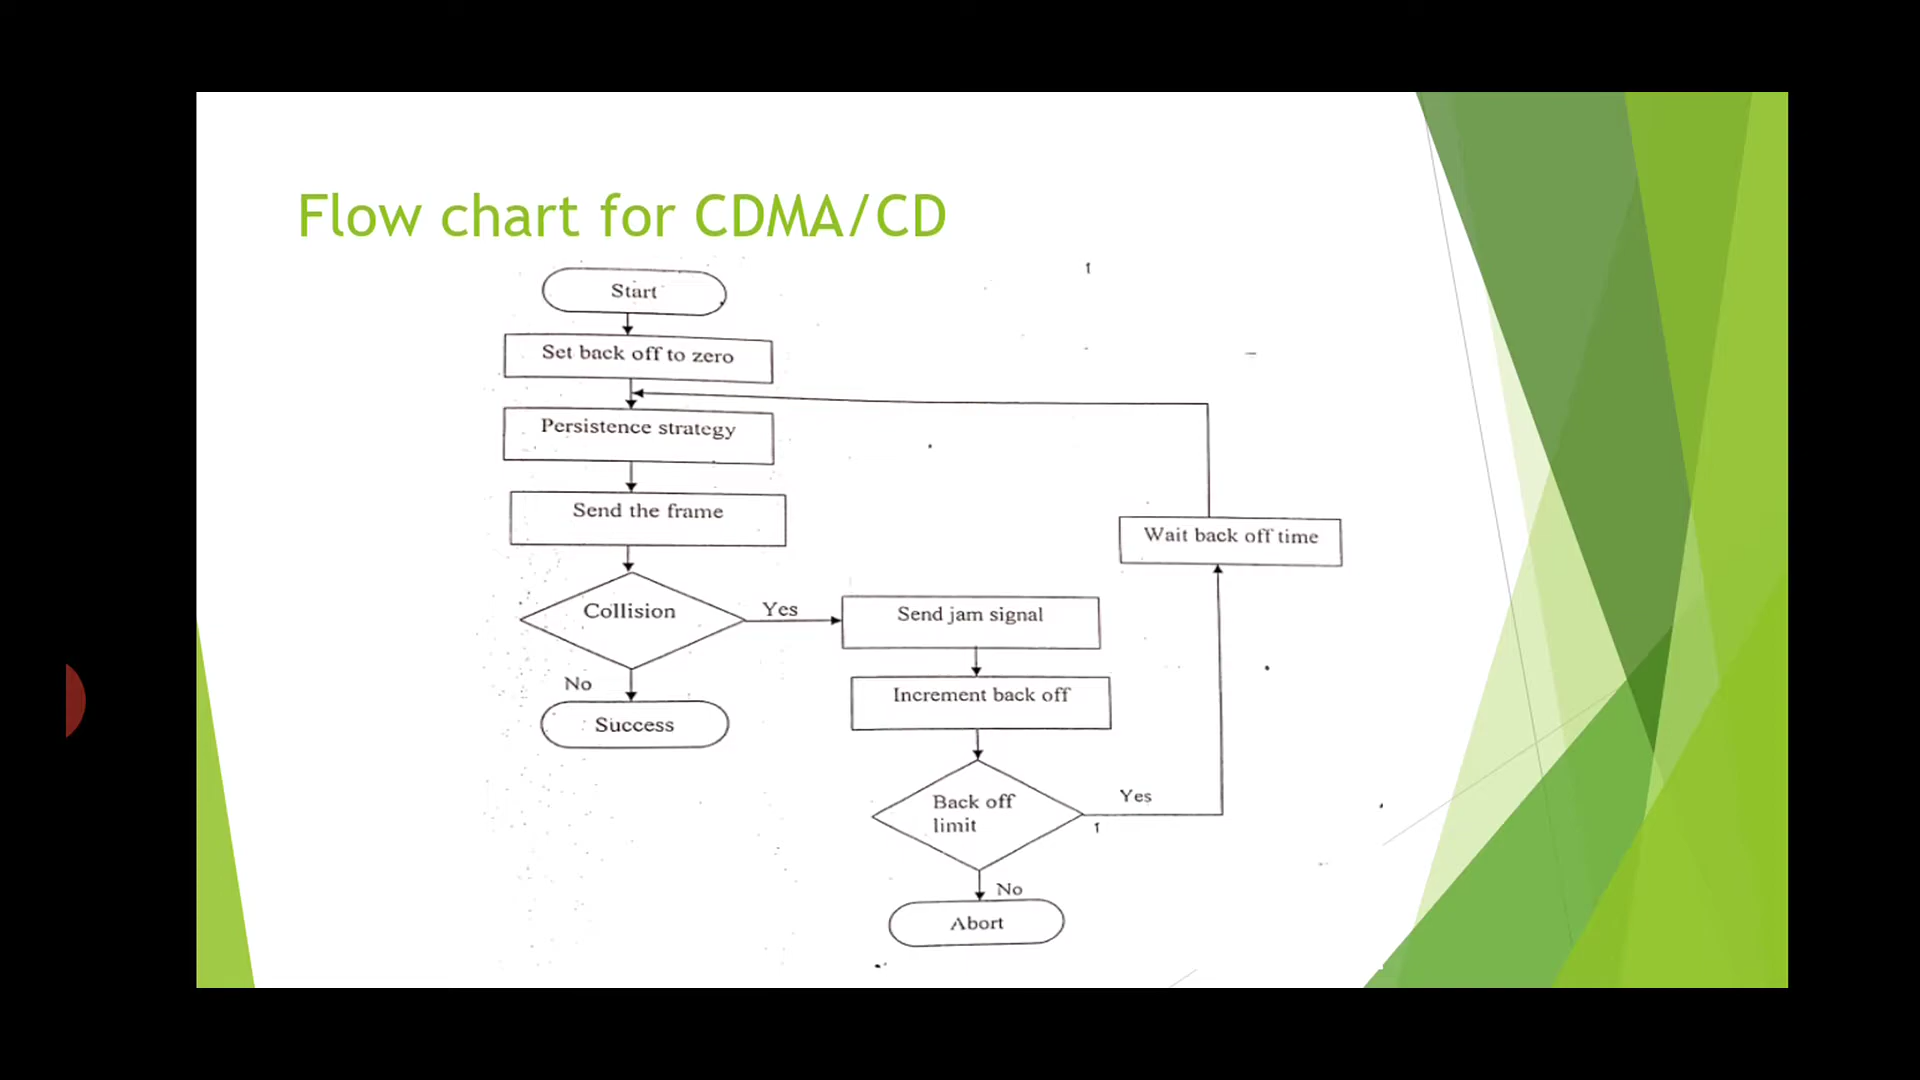 Flow chart for CDMA/CD
Start
Set back off to zero
Persistence strategy
Send the frame
Wait back off time
Collision
Yes
Send jam signal
No
Increment back off
Success
Back off
limit
Yes
No
Abort